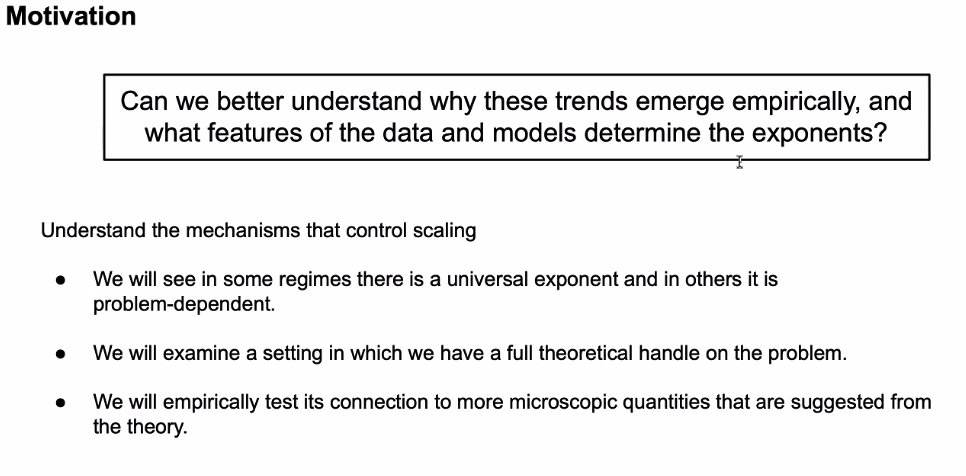 Motivation
Can we better understand why these trends emerge empirically, and
what features of the data and models determine the exponents?
Understand the mechanisms that control scaling
● We will see in some regimes there is a universal exponent and in others it is
problem-dependent.
● We will examine a setting in which we have a full theoretical handle on the problem.
● We will empirically test its connection to more microscopic quantities that are suggested from
the theory.